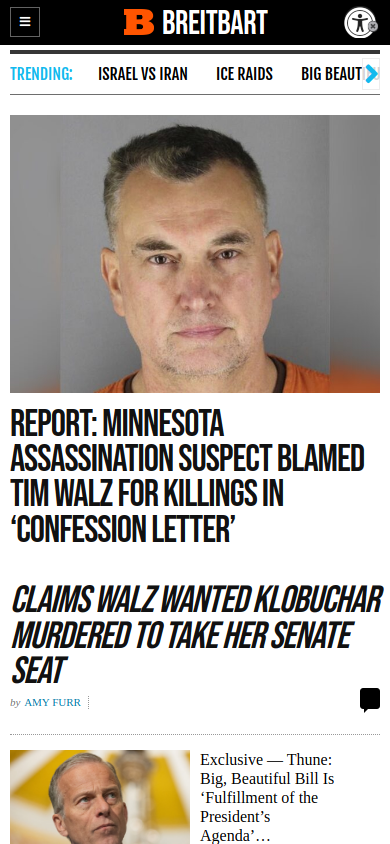 B BREITBART
TRENDING:
ISRAEL VS IRAN
ICE RAIDS
BIG BEAUT
REPORT: MINNESOTA
ASSASSINATION SUSPECT BLAMED
TIM WALZ FOR KILLINGS IN
‘CONFESSION LETTER’
CLAIMS WALZ WANTED KLOBUCHAR
MURDERED TO TAKE HER SENATE
SEAT
by AMY FURR
Exclusive — Thune:
Big, Beautiful Bill Is
‘Fulfillment of the
President’s
Agenda’…